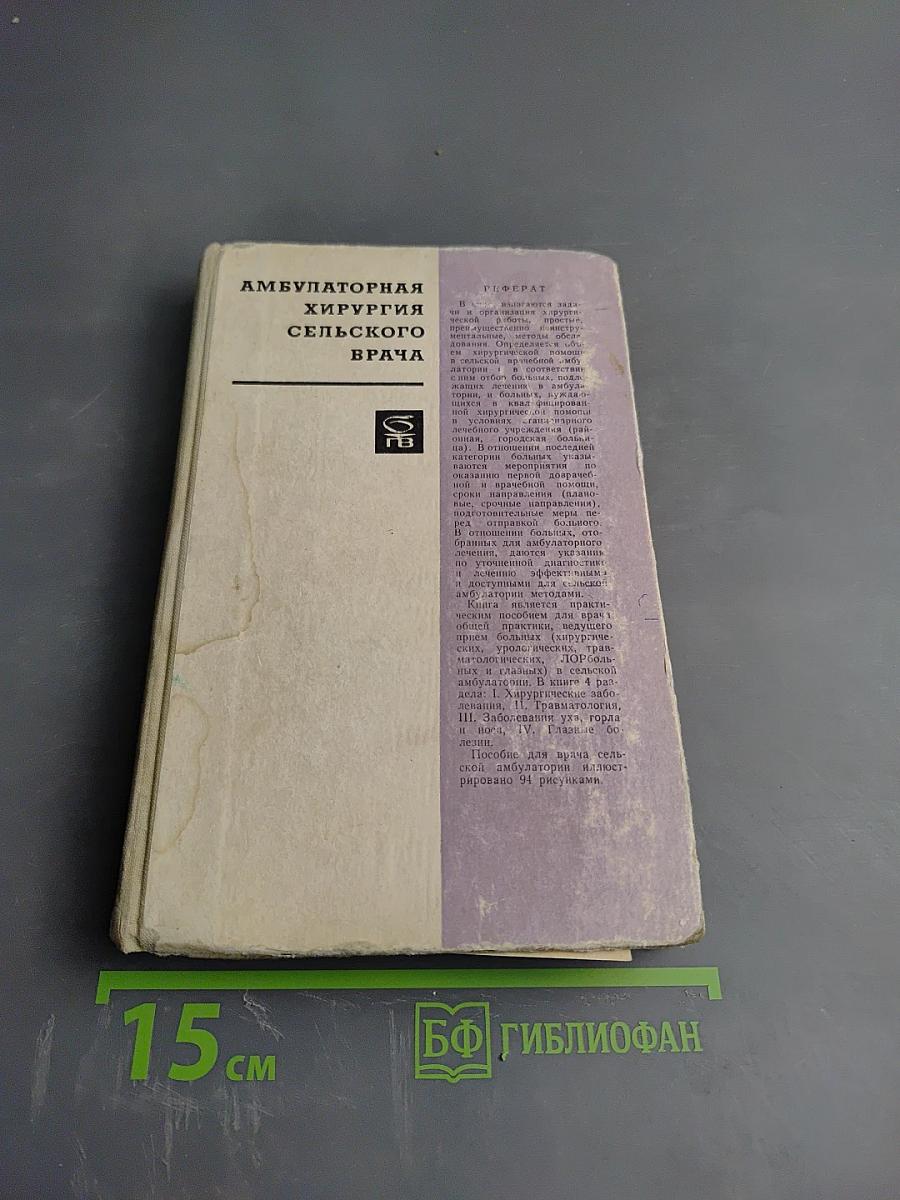 АМБУЛАТОРНАЯ
ХИРУРГИЯ
СЕЛЬСКОГО
ВРАЧА
РЕФЕРАТ
В излагаются зада-
чи и организация хирурги-
ческой работы, простые,
преимущественно неинстру-
ментальные, методы обсле-
дования. Определяется объ-
ем хирургической помощи
в сельской врачебной амбу-
латории и в соответствии
с ним отбор больных, подле-
жащих лечению в амбула-
тории, и больных, нуждаю-
щихся в квалифицирован-
ной хирургической помощи
в условиях стационарного
лечебного учреждения (рай-
онная, городская больни-
ца). В отношении последней
категории больных указы-
ваются мероприятия по
оказанию первой доврачеб-
ной и врачебной помощи,
сроки направления (плано-
вые, срочные направления),
подготовительные меры пе-
ред отправкой больного.
В отношении больных, ото-
бранных для амбулаторного
лечения, даются указания
по уточненной диагностике
и лечению эффективными
и доступными для сельской
амбулатории методами.
Книга является практи-
ческим пособием для врача
общей практики, ведущего
прием больных (хирургиче-
ских, урологических, трав-
матологических, ЛОРболь-
ных и глазных) в сельской
амбулатории. В книге 4 раз-
дела: I. Хирургические забо-
левания, II. Травматология,
III. Заболевания уха, горла
и носа, IV. Глазные бо-
лезни.
Пособие для врача сель-
ской амбулатории иллюст-
рировано 94 рисунками.
15 см
БФ ГИБЛИОФАН